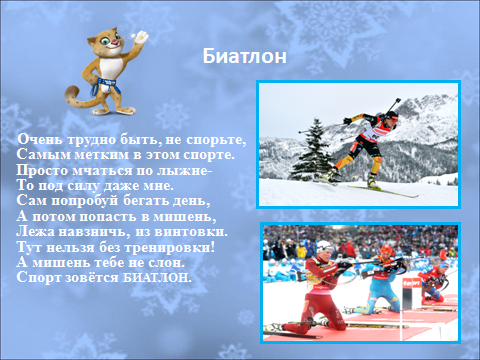 Биатлон
Очень трудно быть, не спорьте,
Самым метким в этом спорте.
Просто мчаться по лыжне-
То под силу даже мне.
Сам попробуй бегать день,
А потом попасть в мишень,
Лежа навзничь, из винтовки.
Тут нельзя без тренировки!
А мишень тебе не слон.
Спорт зовётся БИАТЛОН.